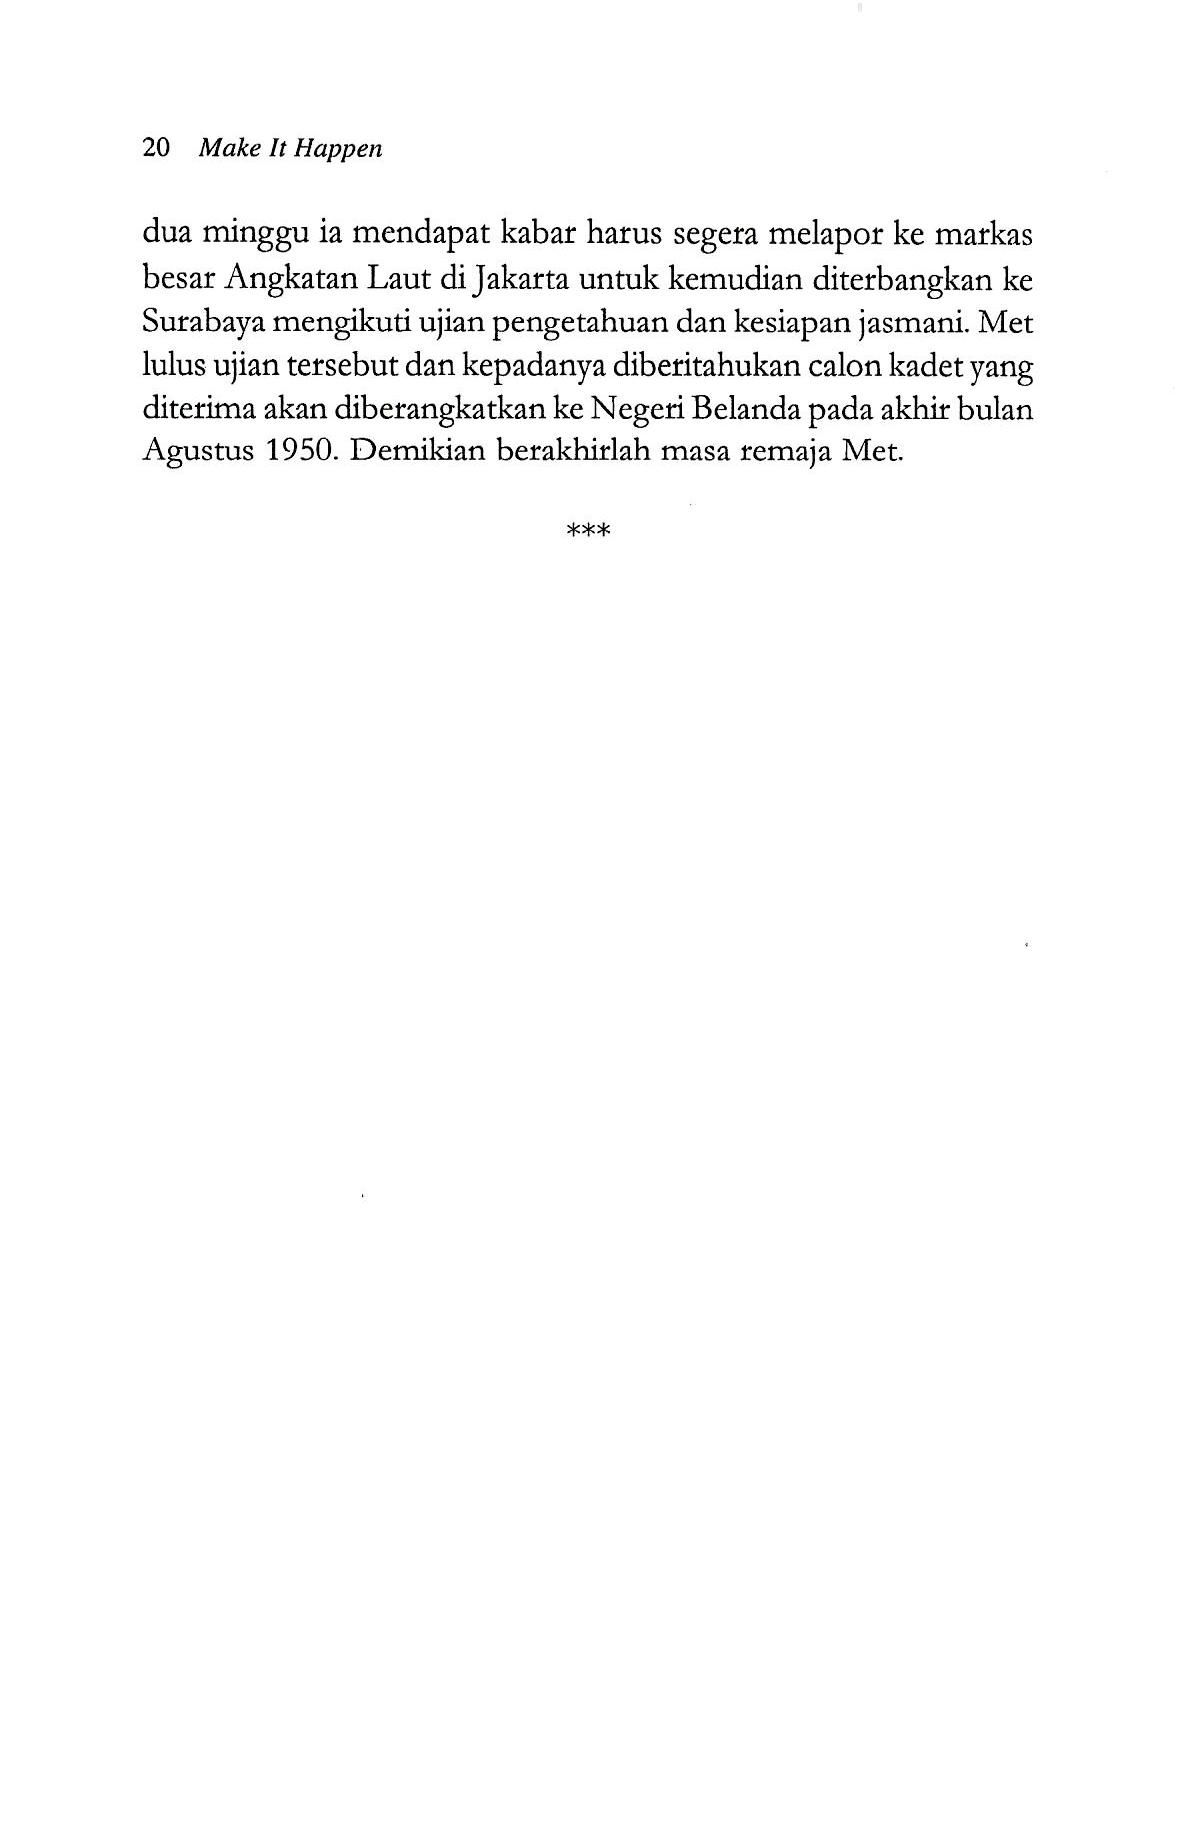 20 Make It Happen
dua minggu ia mendapat kabar harus segera melapor ke markas
besar Angkatan Laut di Jakarta untuk kemudian diterbangkan ke
Surabaya mengikuti ujian pengetahuan dan kesiapan jasmani. Met
lulus ujian tersebut dan kepadanya diberitahukan calon kadet yang
diterima akan diberangkatkan ke Negeri Belanda pada akhir bulan
Agustus 1950. Demikian berakhirlah masa remaja Met.
***